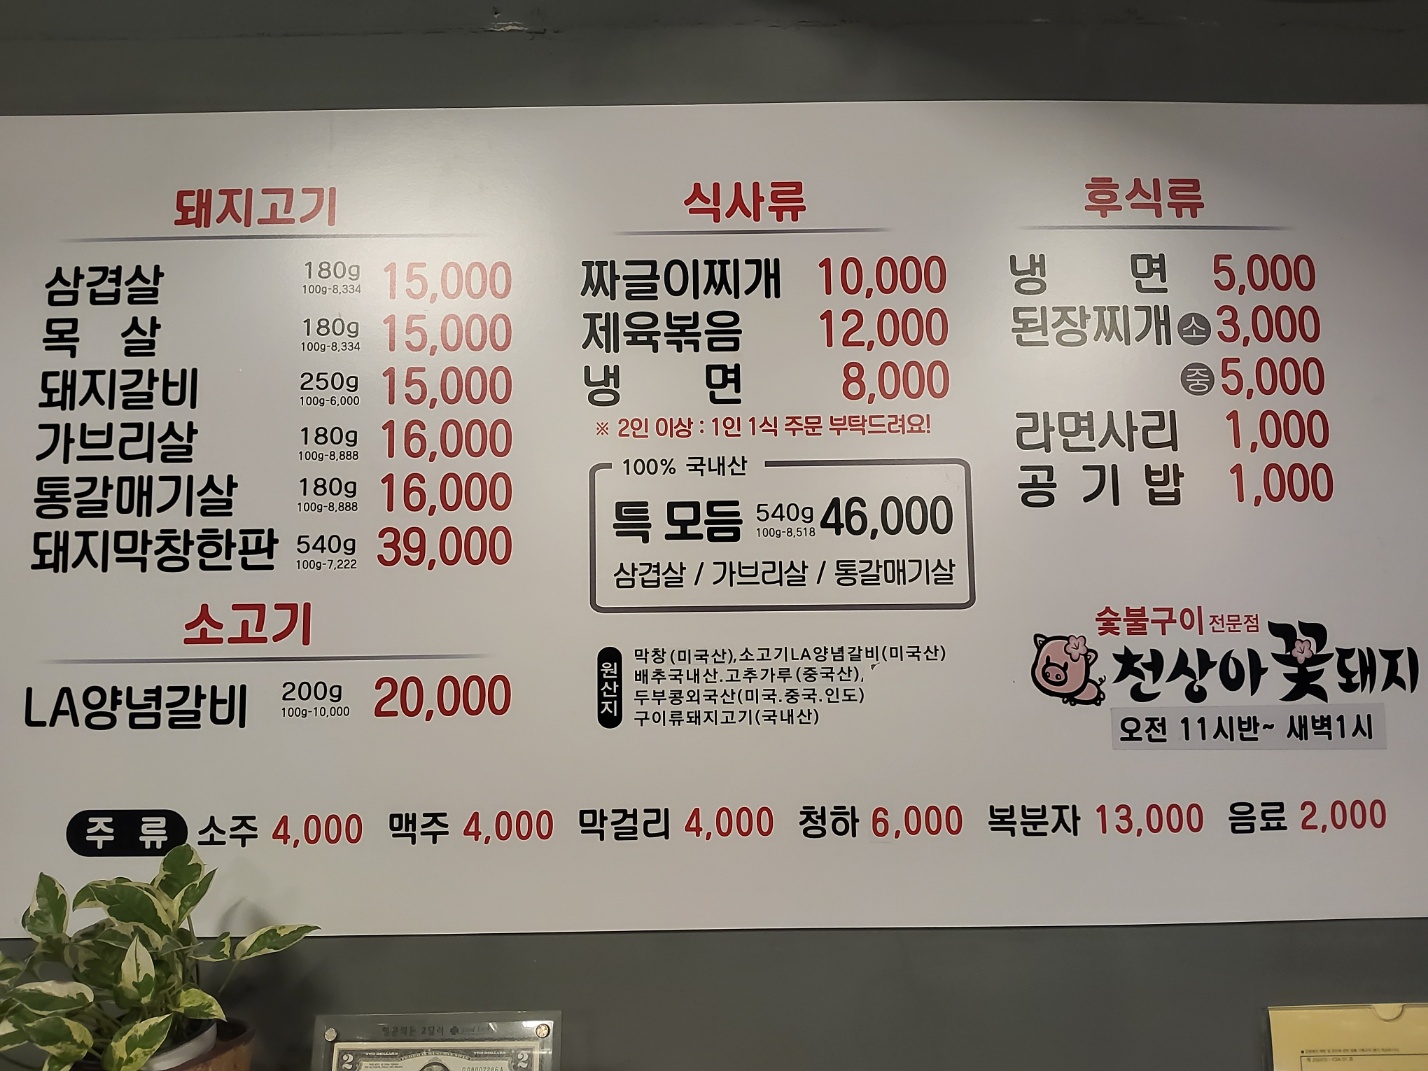 돼지고기
삼겹살 180g 100g-8,334 15,000
목 살 180g 100g-8,334 15,000
돼지갈비 250g 100g-6,000 15,000
가브리살 180g 100g-8,888 16,000
통갈매기살 180g 100g-8,888 16,000
돼지막창한판 540g 100g-7,222 39,000
소고기
LA양념갈비 200g 100g-10,000 20,000
식사류
짜글이찌개 10,000
제육볶음 12,000
냉 면 8,000
※ 2인 이상 : 1인 1식 주문 부탁드려요!
100% 국내산
특 모듬 540g 100g-8,518 46,000
삼겹살 / 가브리살 / 통갈매기살
원산지
막창(미국산),소고기LA양념갈비(미국산)
배추국내산.고추가루(중국산),
두부콩외국산(미국.중국.인도)
구이류돼지고기(국내산)
후식류
냉 면 5,000
된장찌개 소 3,000
중 5,000
라면사리 1,000
공 기 밥 1,000
숯불구이 전문점
천상아꽃돼지
오전 11시반~ 새벽1시
주 류 소주 4,000 맥주 4,000 막걸리 4,000 청하 6,000 복분자 13,000 음료 2,000
2 2